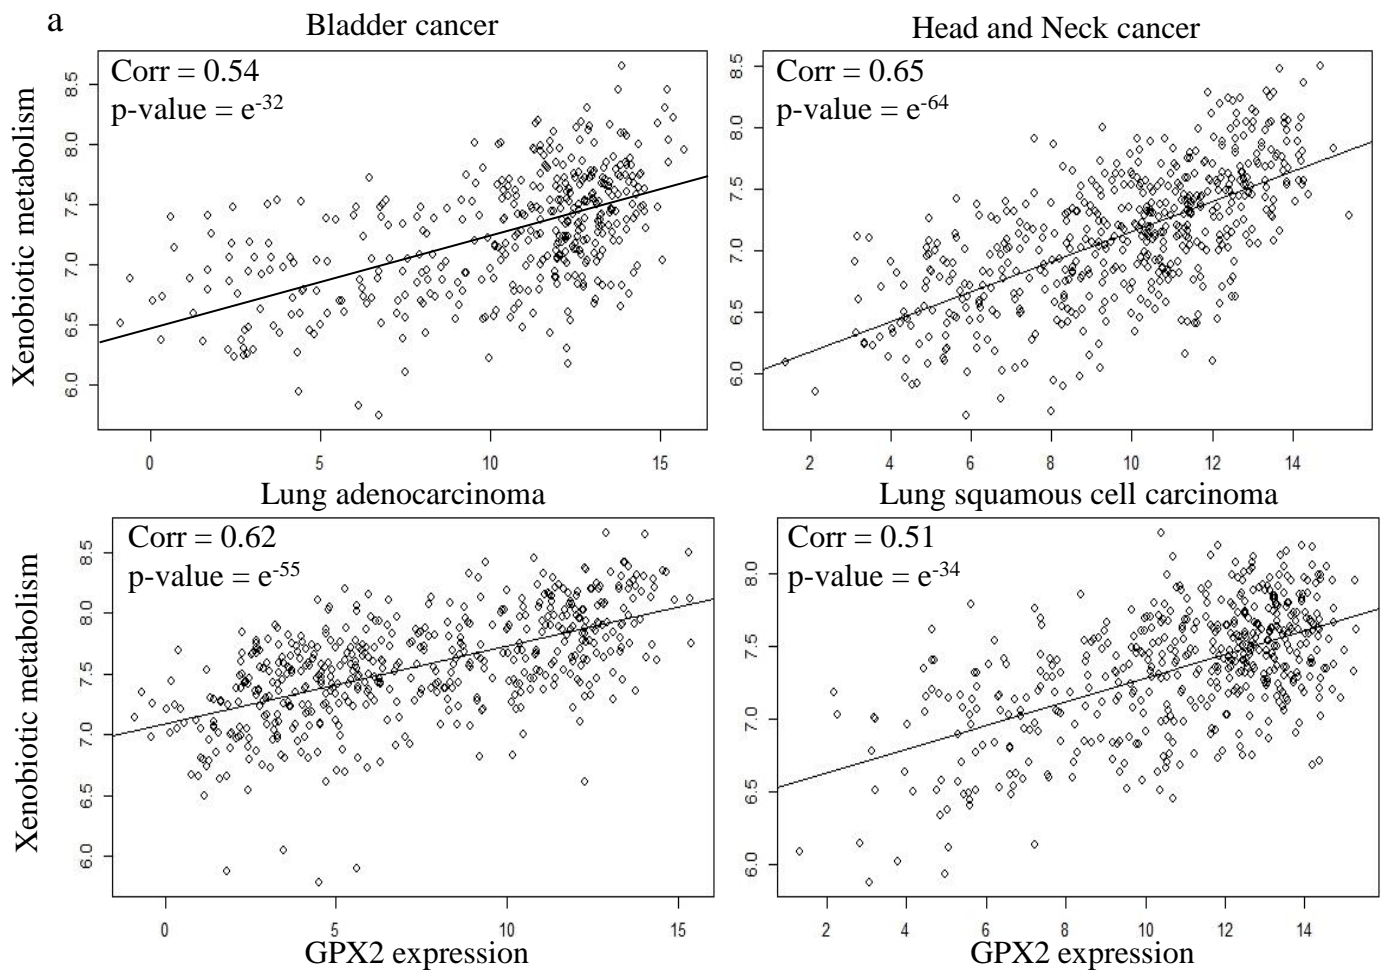 a
Bladder cancer
Corr = 0.54
p-value = e-32
Xenobiotic metabolism
8.5
8.0
7.5
7.0
6.5
6.0
0 5 10 15
Head and Neck cancer
Corr = 0.65
p-value = e-64
8.5
8.0
7.5
7.0
6.5
6.0
2 4 6 8 10 12 14
Lung adenocarcinoma
Corr = 0.62
p-value = e-55
Xenobiotic metabolism
8.5
8.0
7.5
7.0
6.5
6.0
0 5 10 15
GPX2 expression
Lung squamous cell carcinoma
Corr = 0.51
p-value = e-34
8.0
7.5
7.0
6.5
6.0
2 4 6 8 10 12 14
GPX2 expression